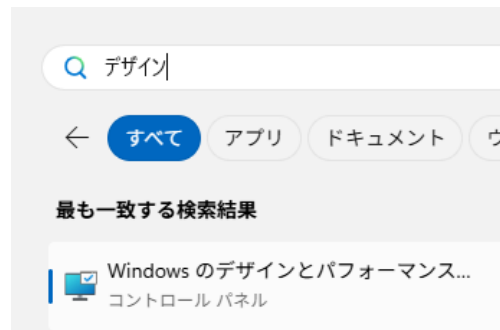 デザイン
すべて アプリ ドキュメント
最も一致する検索結果
Windows のデザインとパフォーマンス...
コントロール パネル